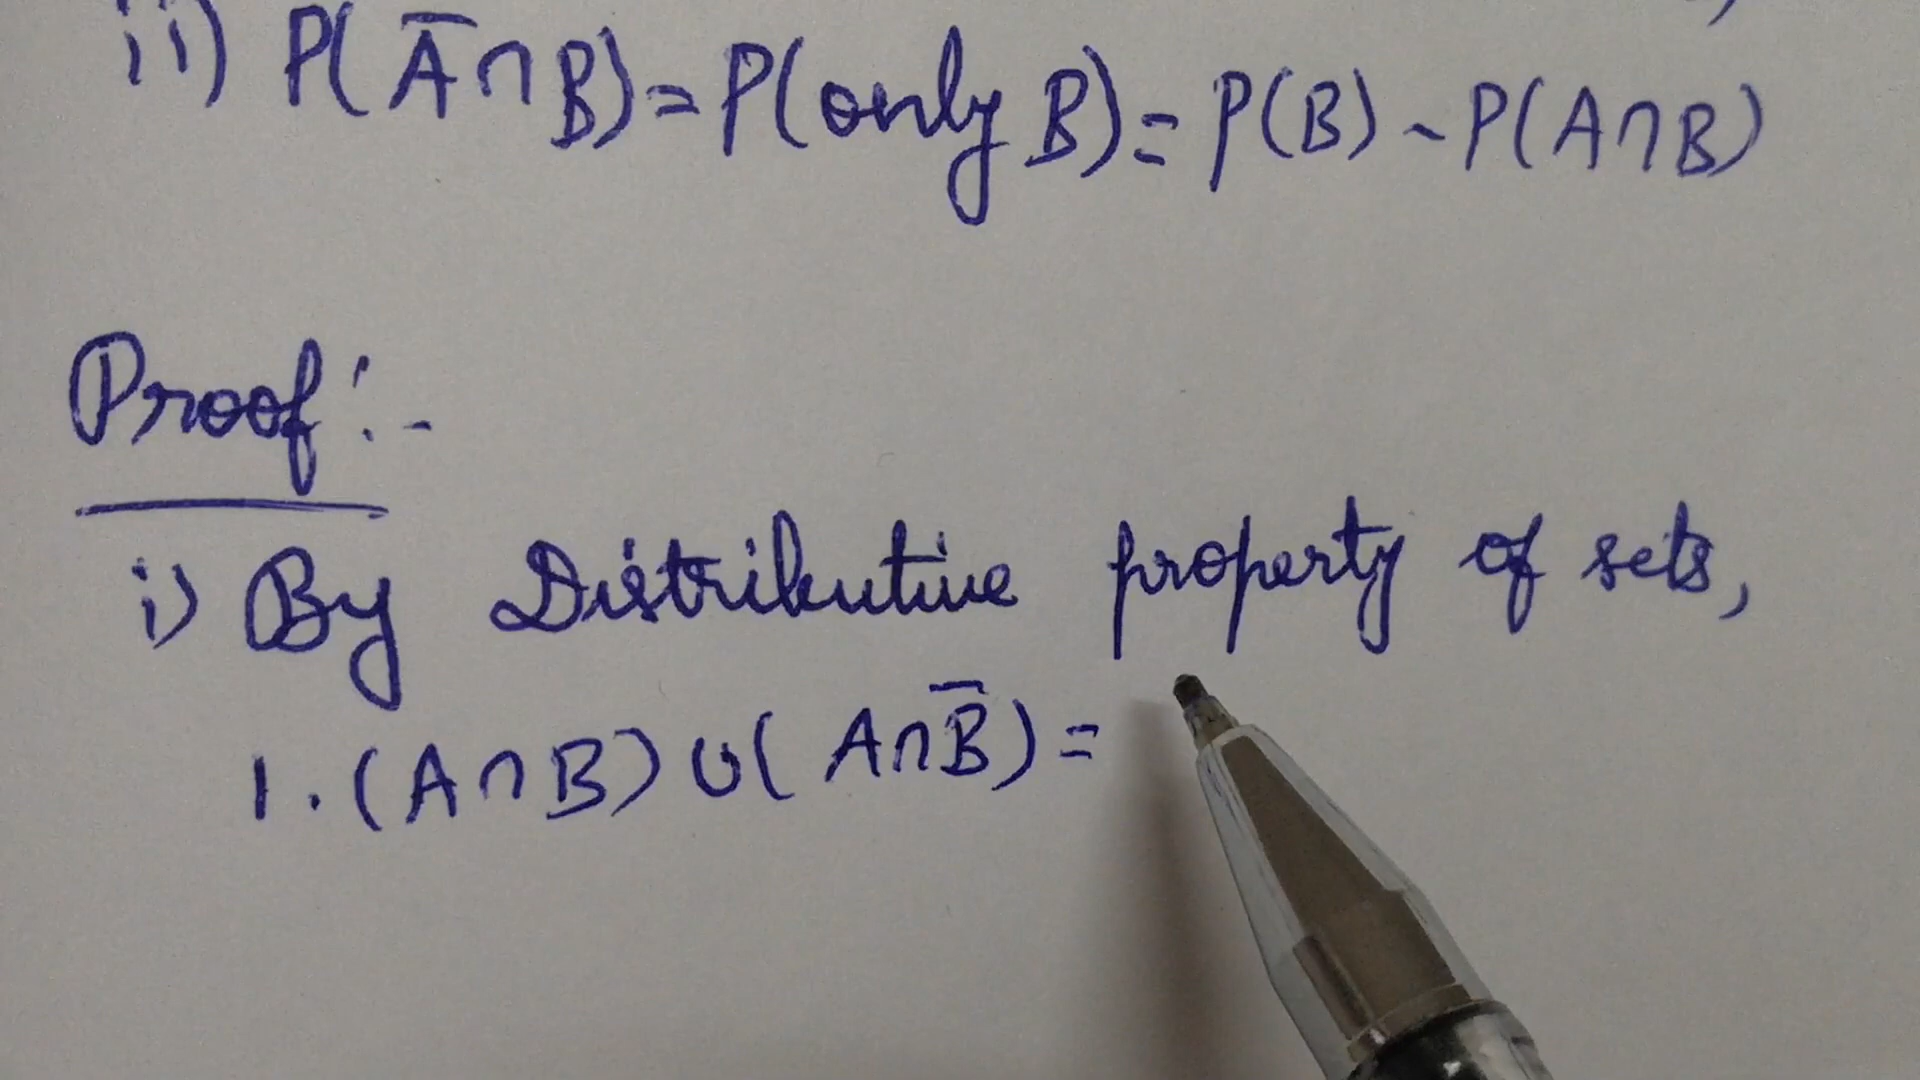 ii) P(A̅∩B)=P(only B)=P(B)-P(A∩B)
Proof:-
i) By Distributive property of sets,
1.(A∩B)∪(A∩B̅)=